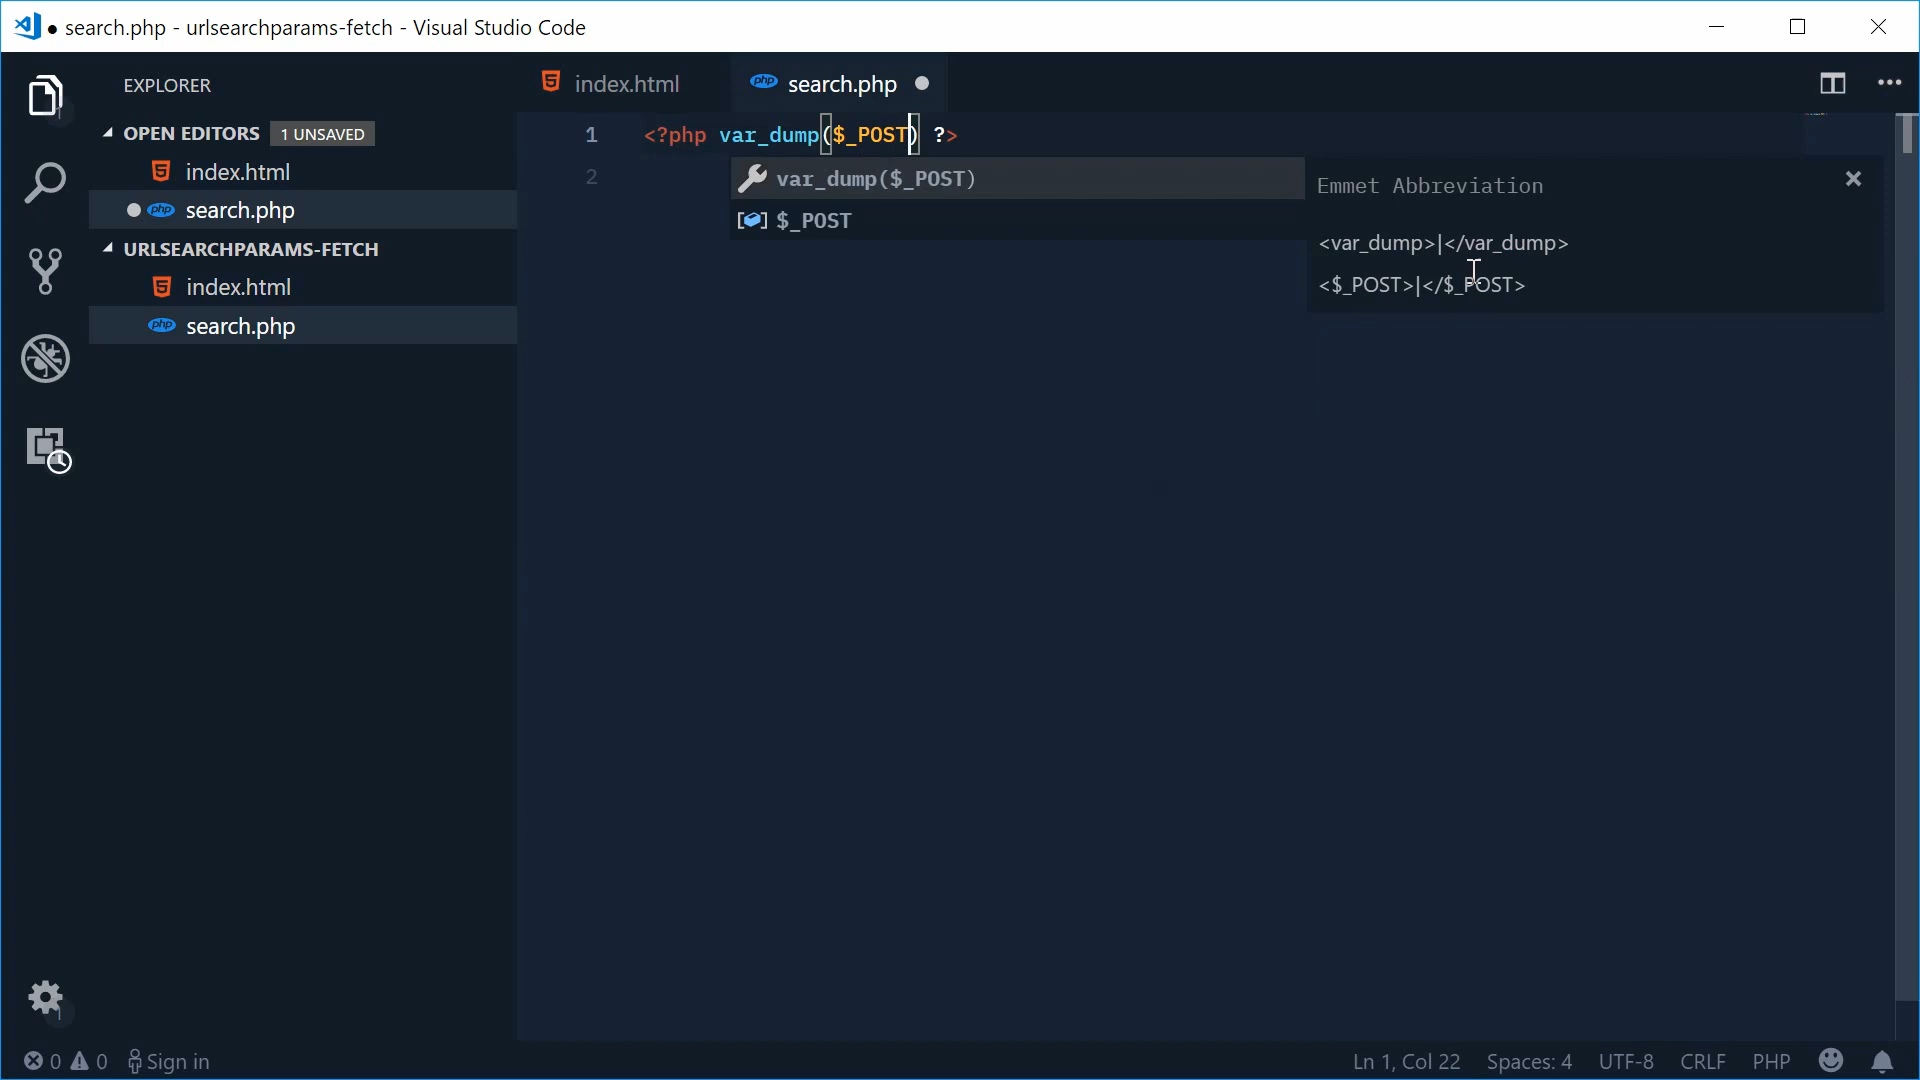 ● search.php - urlsearchparams-fetch - Visual Studio Code
EXPLORER
OPEN EDITORS 1 UNSAVED
index.html
search.php
URLSEARCHPARAMS-FETCH
index.html
search.php
index.html
php search.php
1 <?php var_dump($_POST) ?>
2
var_dump($_POST)
$_POST
Emmet Abbreviation
<var_dump>|</var_dump>
<$_POST>|</$_POST>
0 0 Sign in
Ln 1, Col 22 Spaces: 4 UTF-8 CRLF PHP